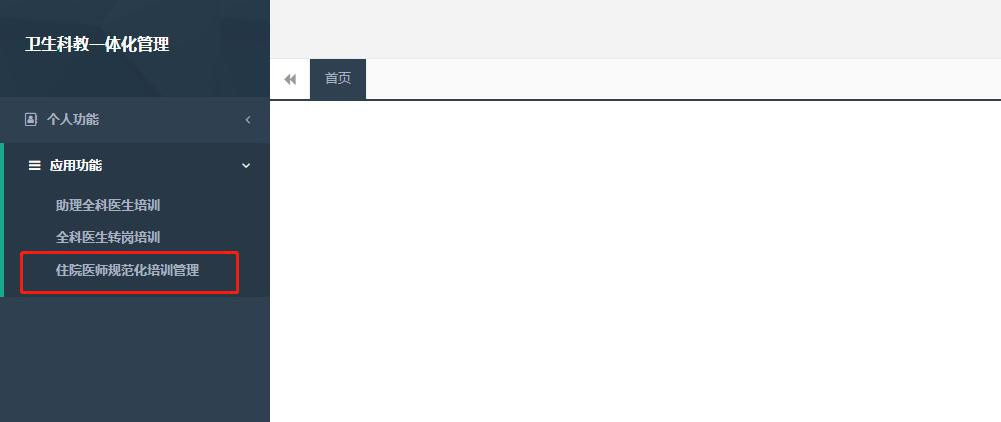 卫生科教一体化管理
首页
个人功能
应用功能
助理全科医生培训
全科医生转岗培训
住院医师规范化培训管理